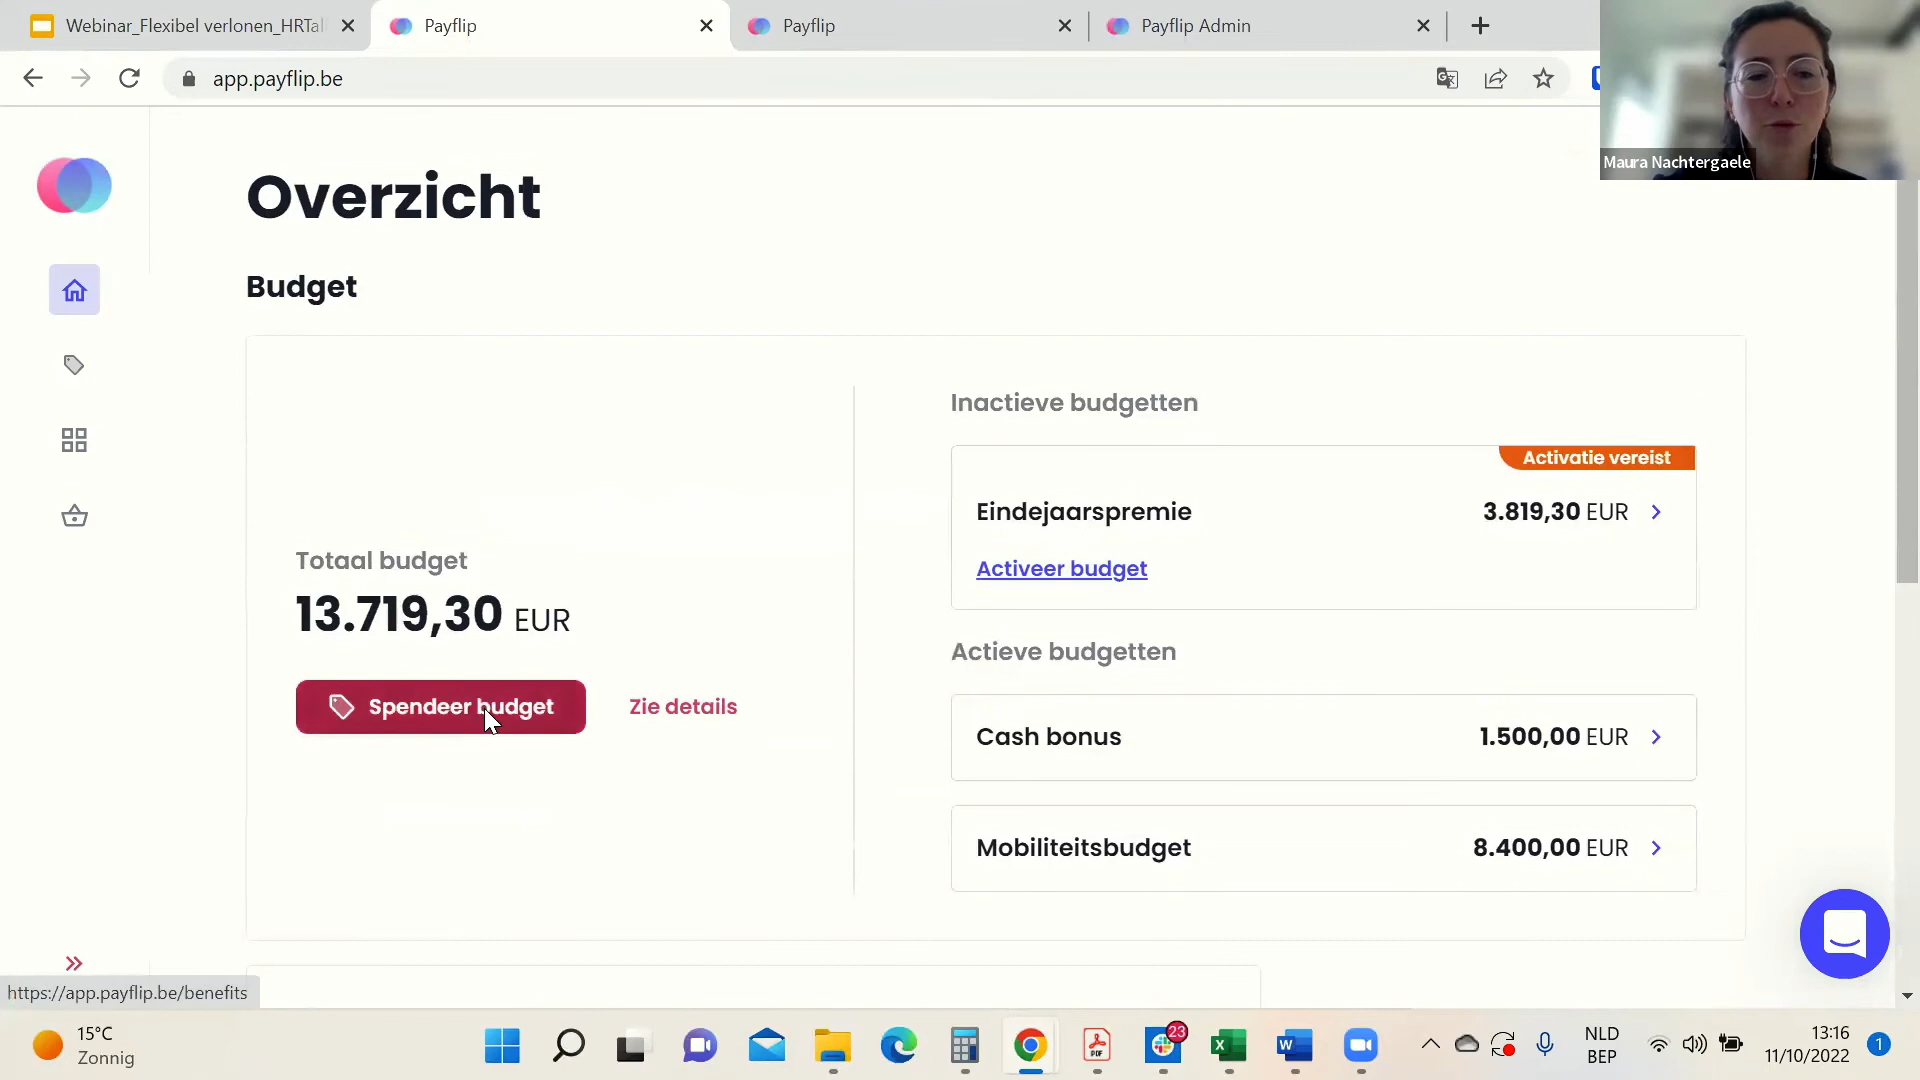 Webinar_Flexibel verlonen_HRTal
Payflip
Payflip
Payflip Admin
app.payflip.be
Maura Nachtergaele
Overzicht
Budget
Inactieve budgetten
Activatie vereist
Eindejaarspremie 3.819,30 EUR
Activeer budget
Totaal budget
13.719,30 EUR
Spendeer budget Zie details
Actieve budgetten
Cash bonus 1.500,00 EUR
Mobiliteitsbudget 8.400,00 EUR
https://app.payflip.be/benefits
15°C
Zonnig
PDF
23
X
W
NLD
BEP
13:16
11/10/2022
1